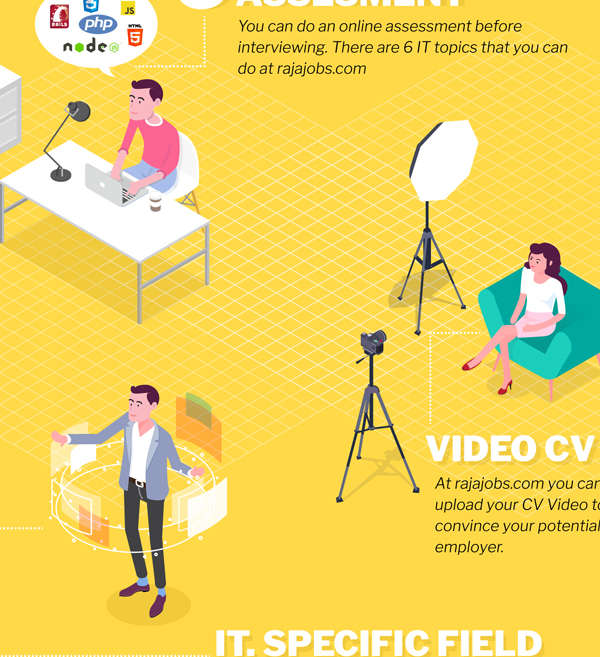 ASSESMENT
You can do an online assessment before
interviewing. There are 6 IT topics that you can
do at rajajobs.com
RAILS
JS
php
HTML
5
node
VIDEO CV
At rajajobs.com you can
upload your CV Video to
convince your potential
employer.
IT. SPECIFIC FIELD